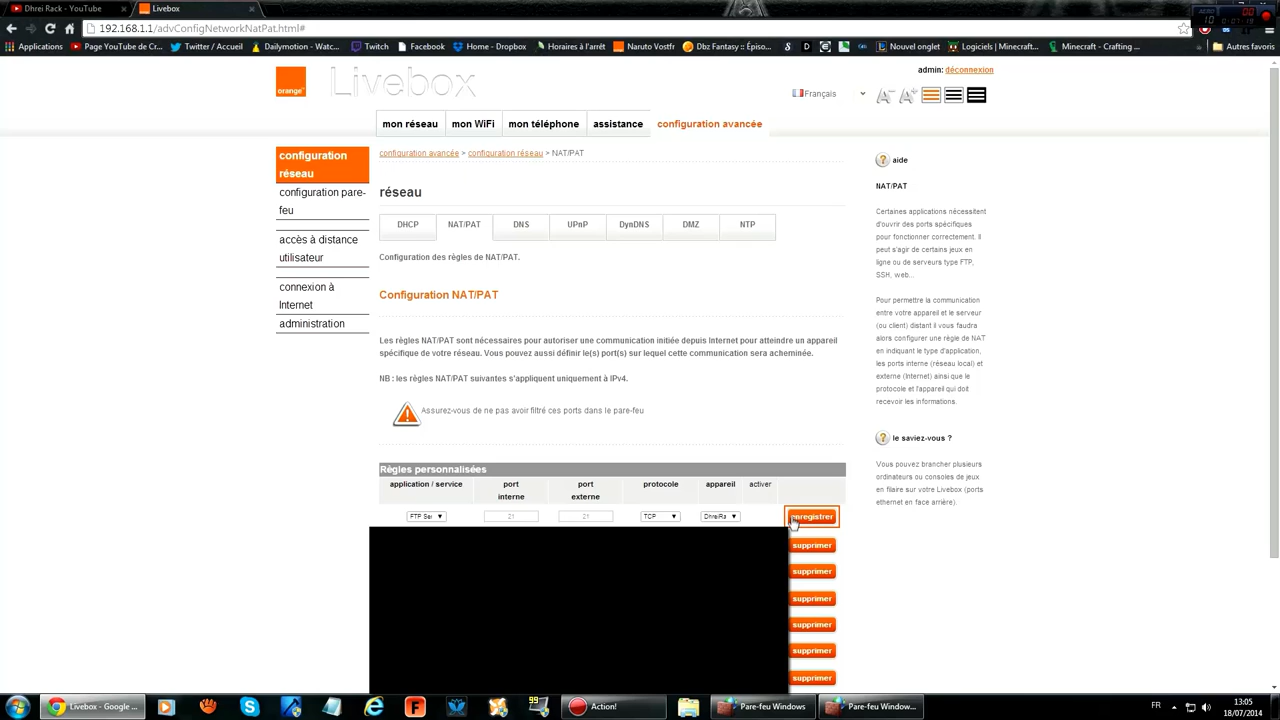 Dhrei Rack - YouTube
Livebox
192.168.1.1/advConfigNetworkNatPat.html#
Applications
Page YouTube de Cr...
Twitter / Accueil
Dailymotion - Watc...
Twitch
Facebook
Home - Dropbox
Horaires à l'arrêt
Naruto Vostfr
Dbz Fantasy :: Episo...
Nouvel onglet
Logiciels | Minecraft...
Minecraft - Crafting ...
Autres favoris
orange
Livebox
admin: déconnexion
Français
mon réseau
mon WiFi
mon téléphone
assistance
configuration avancée
configuration
réseau
configuration pare-
feu
accès à distance
utilisateur
connexion à
Internet
administration
configuration avancée > configuration réseau > NAT/PAT
réseau
DHCP
NAT/PAT
DNS
UPnP
DynDNS
DMZ
NTP
Configuration des règles de NAT/PAT.
Configuration NAT/PAT
Les règles NAT/PAT sont nécessaires pour autoriser une communication initiée depuis Internet pour atteindre un appareil
spécifique de votre réseau. Vous pouvez aussi définir le(s) port(s) sur lequel cette communication sera acheminée.
NB : les règles NAT/PAT suivantes s'appliquent uniquement à IPv4.
Assurez-vous de ne pas avoir filtré ces ports dans le pare-feu
Règles personnalisées
application / service
port
interne
port
externe
protocole
appareil
activer
FTP Se
21
21
TCP
DhreiRa
enregistrer
supprimer
supprimer
supprimer
supprimer
supprimer
supprimer
aide
NAT/PAT
Certaines applications nécessitent
d'ouvrir des ports spécifiques
pour fonctionner correctement. Il
peut s'agir de certains jeux en
ligne ou de serveurs type FTP,
SSH, web...
Pour permettre la communication
entre votre appareil et le serveur
(ou client) distant il vous faudra
alors configurer une règle de NAT
en indiquant le type d'application,
les ports interne (réseau local) et
externe (Internet) ainsi que le
protocole et l'appareil qui doit
recevoir les informations.
le saviez-vous ?
Vous pouvez brancher plusieurs
ordinateurs ou consoles de jeux
en filaire sur votre Livebox (ports
ethernet en face arrière).
Livebox - Google ...
Action!
Pare-feu Windows
Pare-feu Window...
FR
13:05
18/07/2014